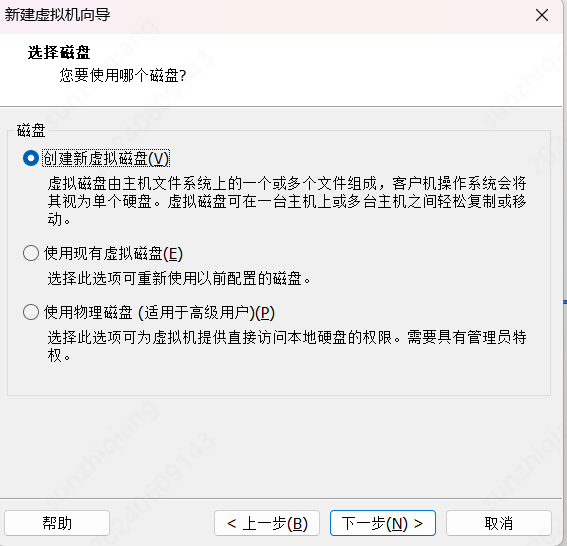 新建虚拟机向导
选择磁盘
您要使用哪个磁盘?
磁盘
创建新虚拟磁盘(V)
虚拟磁盘由主机文件系统上的一个或多个文件组成，客户机操作系统会将
其视为单个硬盘。虚拟磁盘可在一台主机上或多台主机之间轻松复制或移
动。
使用现有虚拟磁盘(E)
选择此选项可重新使用以前配置的磁盘。
使用物理磁盘 (适用于高级用户)(P)
选择此选项可为虚拟机提供直接访问本地硬盘的权限。需要具有管理员特
权。
帮助
< 上一步(B)
下一步(N) >
取消